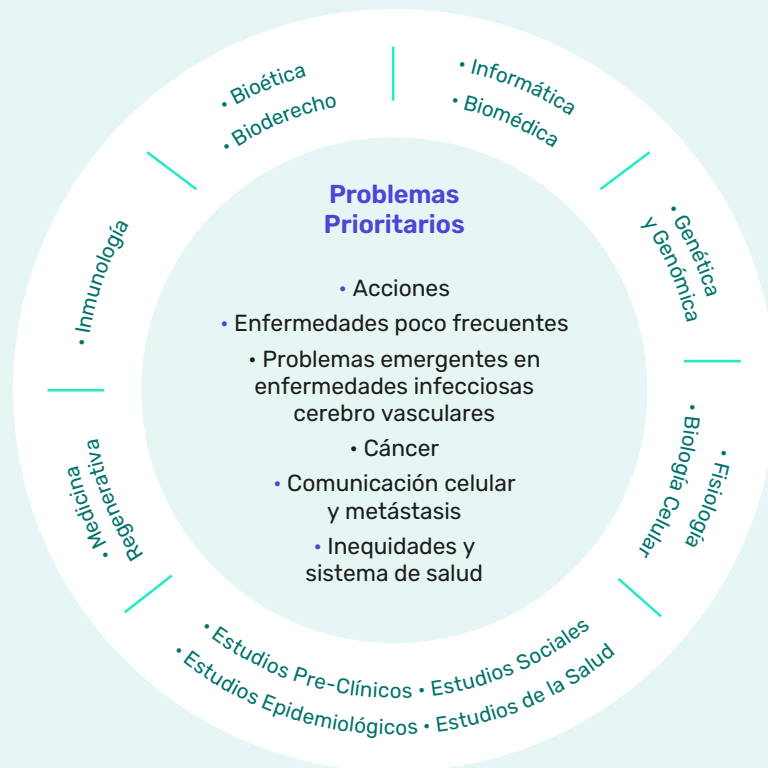 • Bioética
• Bioderecho
• Informática
• Biomédica
• Genética
y Genómica
• Fisiología
• Biología Celular
• Estudios Pre-Clínicos • Estudios Sociales
• Estudios Epidemiológicos • Estudios de la Salud
• Medicina
Regenerativa
• Inmunología
Problemas
Prioritarios
• Acciones
• Enfermedades poco frecuentes
• Problemas emergentes en
enfermedades infecciosas
cerebro vasculares
• Cáncer
• Comunicación celular
y metástasis
• Inequidades y
sistema de salud